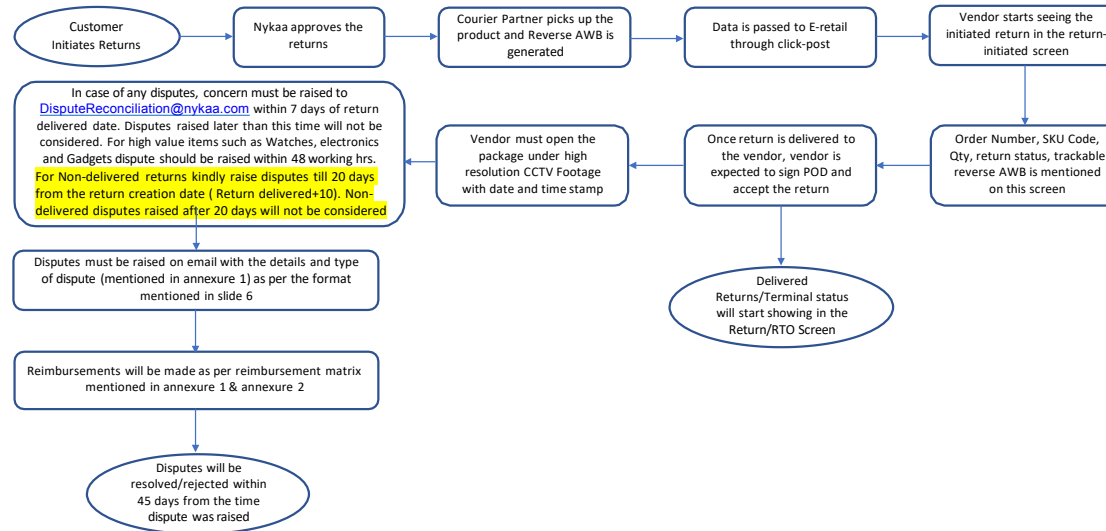 Customer
Initiates Returns
Nykaa approves the
returns
Courier Partner picks up the
product and Reverse AWB is
generated
Data is passed to E-retail
through click-post
Vendor starts seeing the
initiated return in the return-
initiated screen
Order Number, SKU Code,
Qty, return status, trackable
reverse AWB is mentioned
on this screen
Once return is delivered to
the vendor, vendor is
expected to sign POD and
accept the return
Delivered
Returns/Terminal status
will start showing in the
Return/RTO Screen
Vendor must open the
package under high
resolution CCTV Footage
with date and time stamp
In case of any disputes, concern must be raised to
DisputeReconciliation@nykaa.com within 7 days of return
delivered date. Disputes raised later than this time will not be
considered. For high value items such as Watches, electronics
and Gadgets dispute should be raised within 48 working hrs.
For Non-delivered returns kindly raise disputes till 20 days
from the return creation date ( Return delivered+10). Non-
delivered disputes raised after 20 days will not be considered
Disputes must be raised on email with the details and type
of dispute (mentioned in annexure 1) as per the format
mentioned in slide 6
Reimbursements will be made as per reimbursement matrix
mentioned in annexure 1 & annexure 2
Disputes will be
resolved/rejected within
45 days from the time
dispute was raised